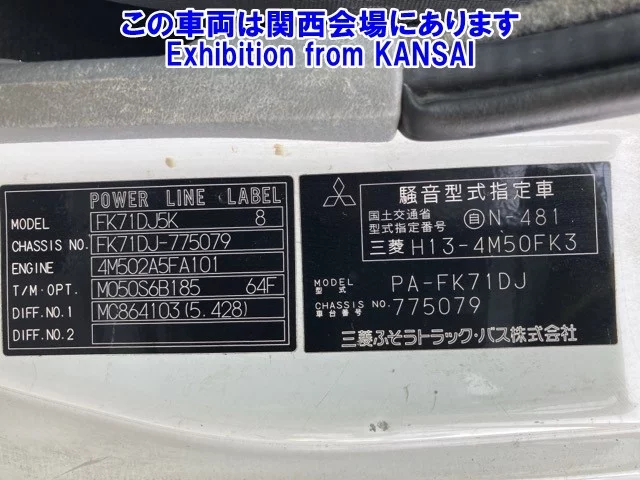 この車両は関西会場にあります
Exhibition from KANSAI
POWER LINE LABEL
MODEL FK71DJ5K 8
CHASSIS NO. FK71DJ-775079
ENGINE 4M502A5FA101
T/M・OPT. M050S6B185 64F
DIFF.NO.1 MC864103(5.428)
DIFF.NO.2
騒音型式指定車
国土交通省
型式指定番号 自N-481
三菱 H13-4M50FK3
MODEL
型式 PA-FK71DJ
CHASSIS NO.
車台番号 775079
三菱ふそうトラック・バス株式会社